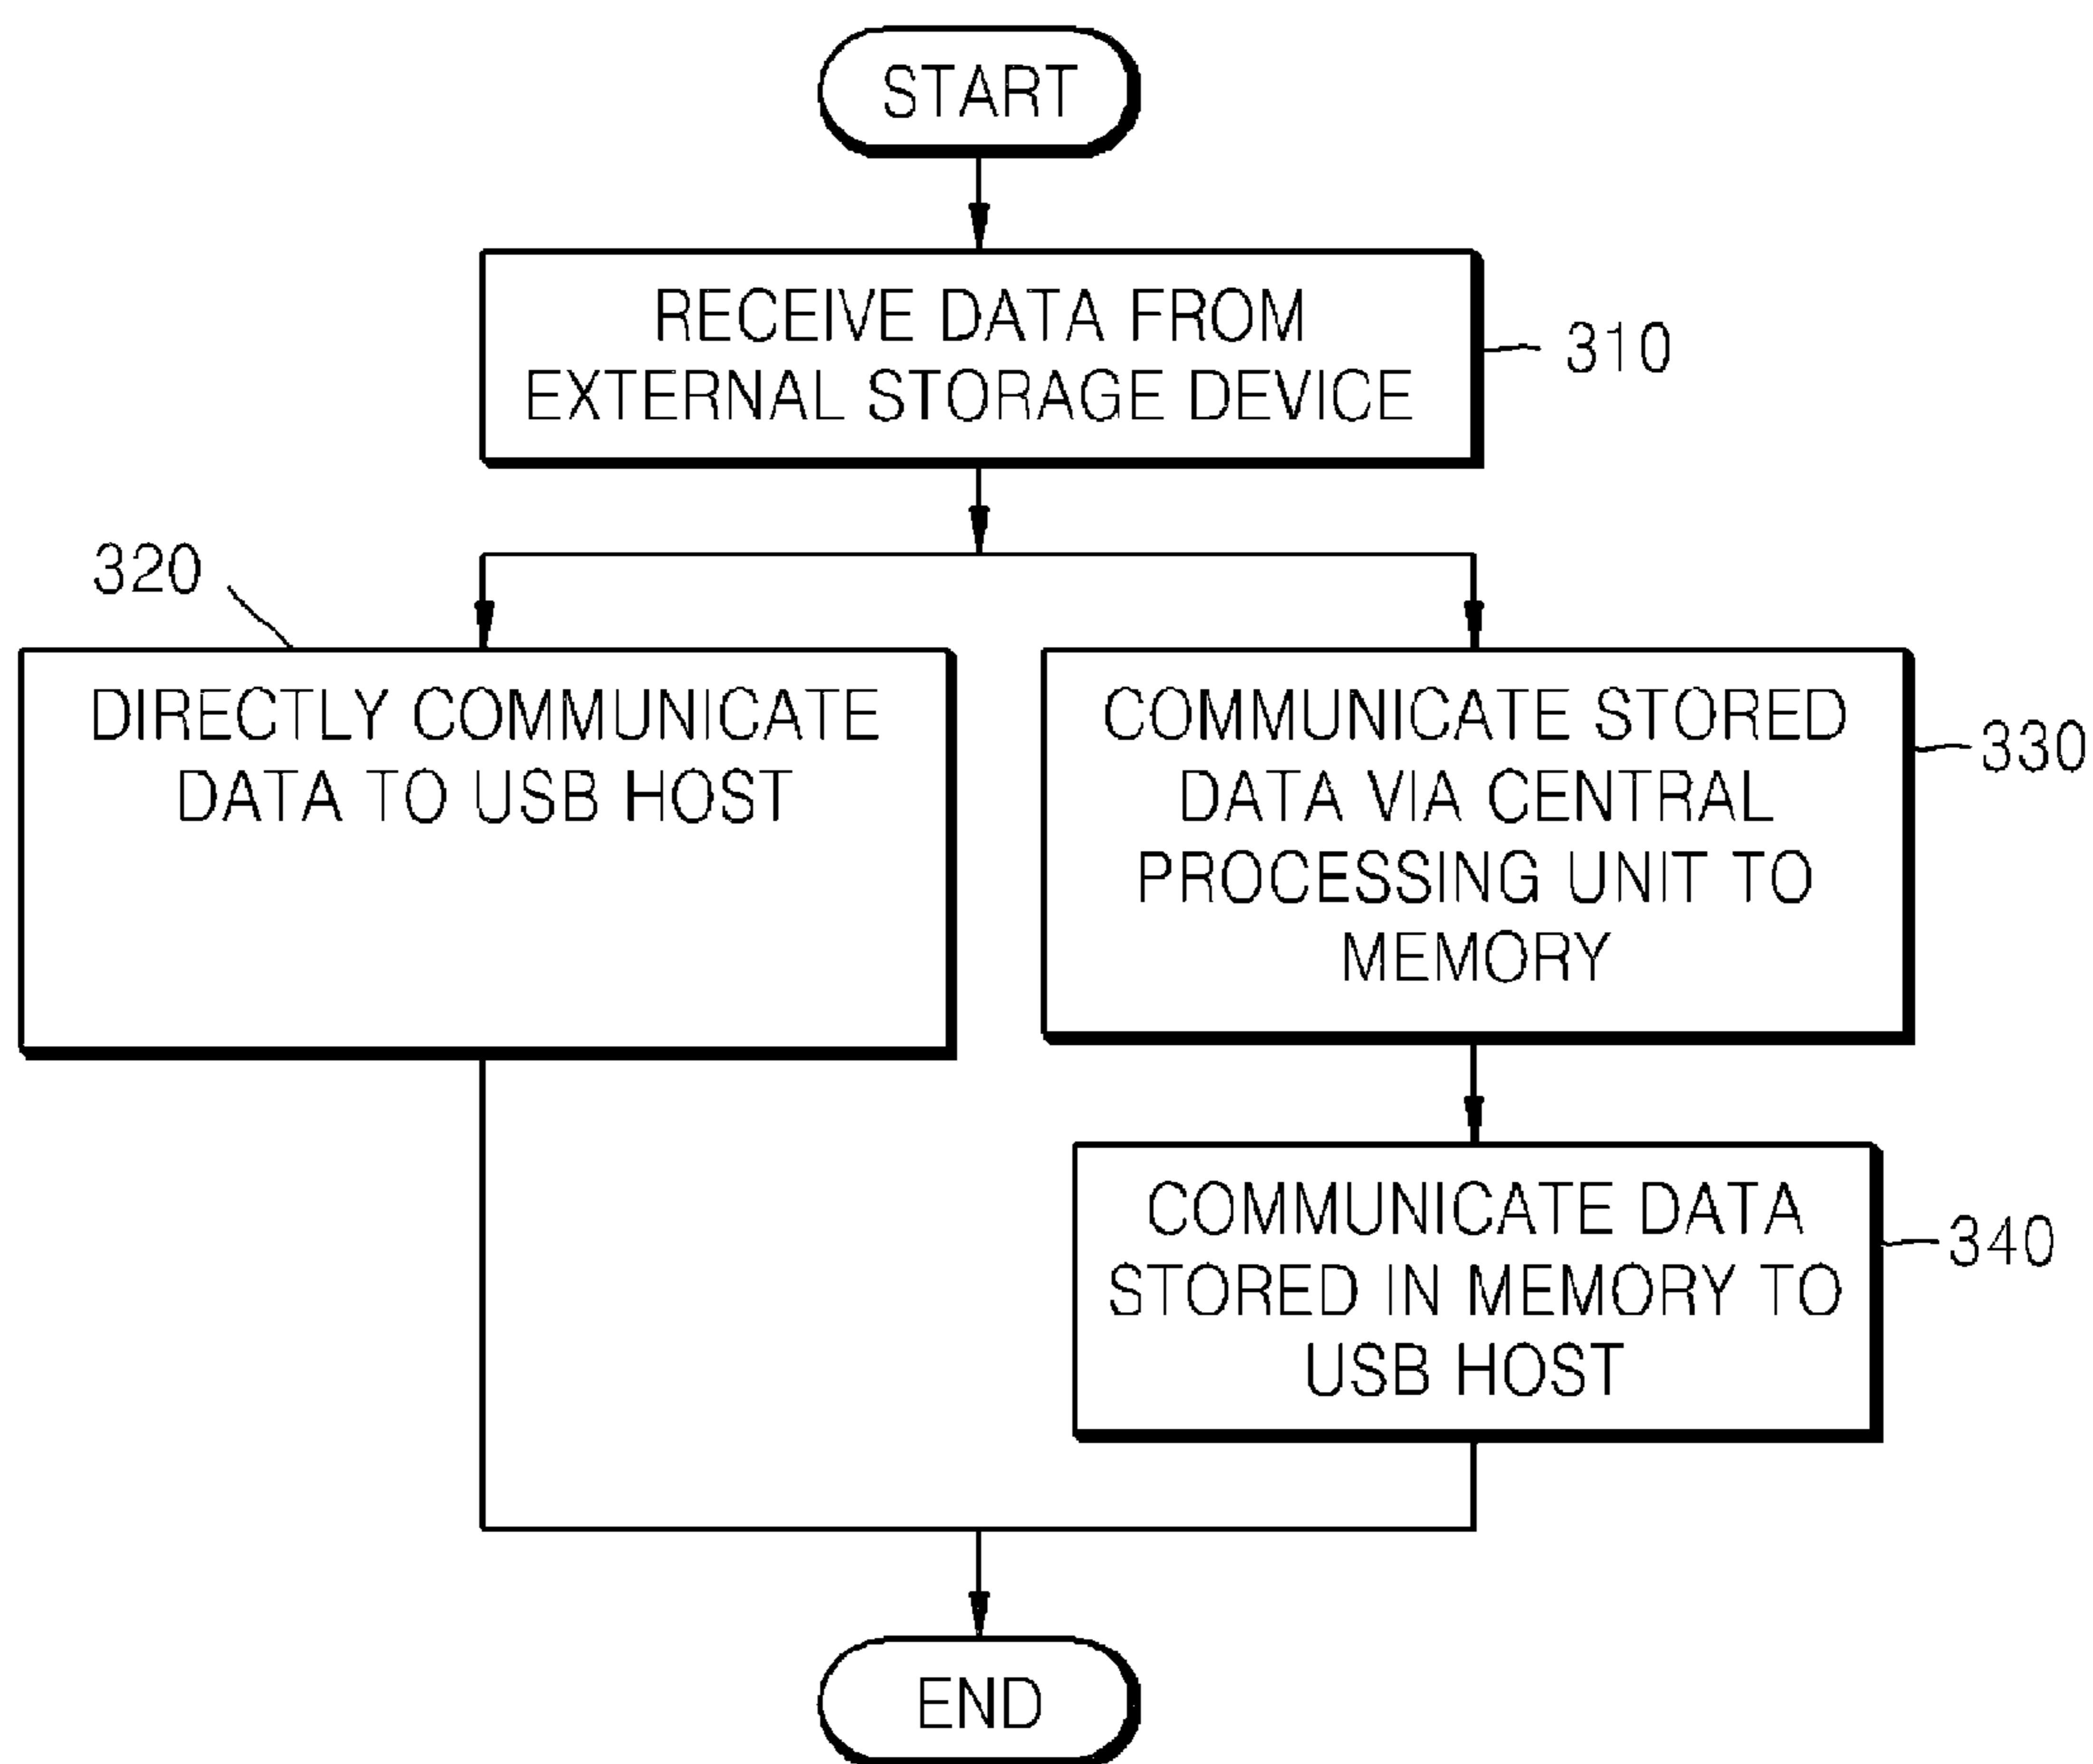 START
RECEIVE DATA FROM
EXTERNAL STORAGE DEVICE
310
320
DIRECTLY COMMUNICATE
DATA TO USB HOST
COMMUNICATE STORED
DATA VIA CENTRAL
PROCESSING UNIT TO
MEMORY
330
COMMUNICATE DATA
STORED IN MEMORY TO
USB HOST
340
END